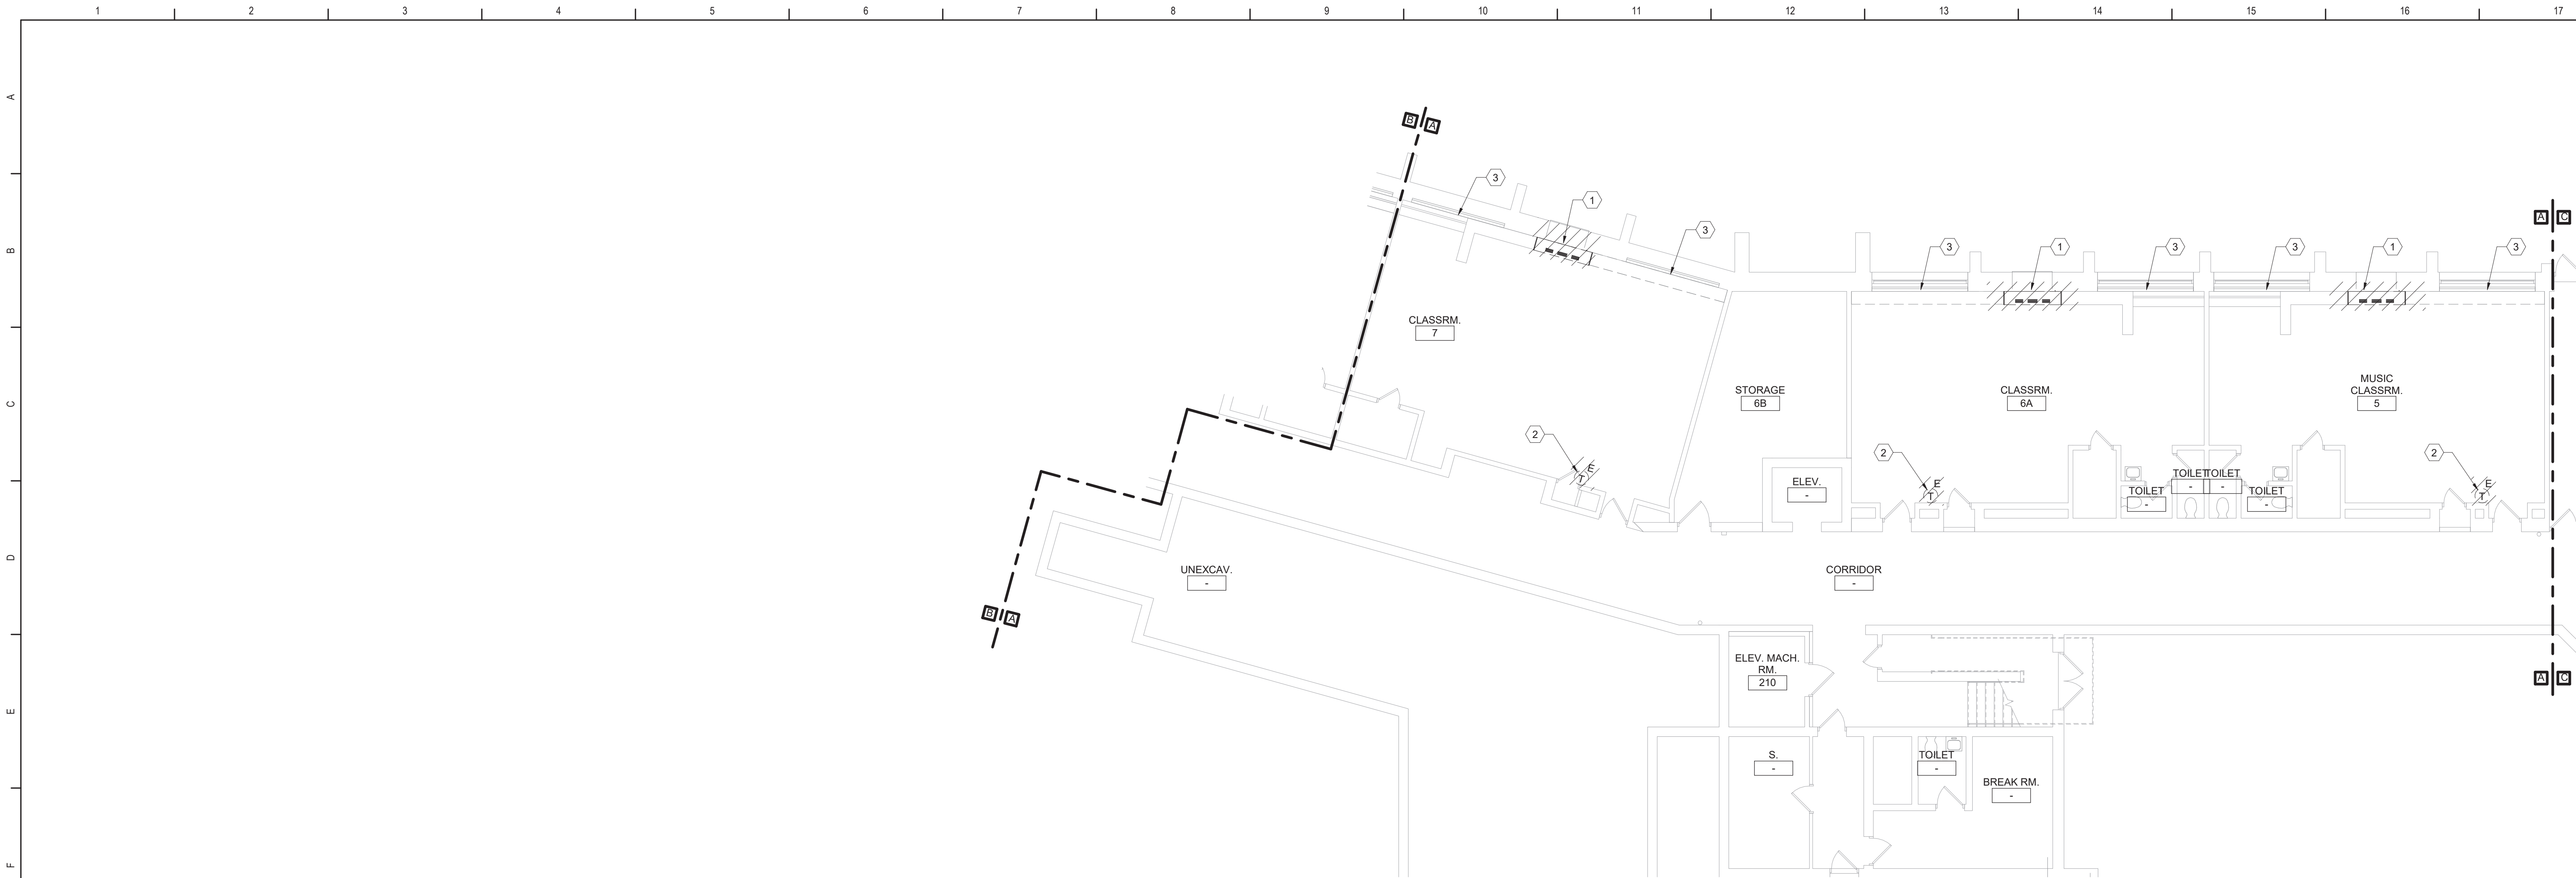 1 2 3 4 5 6 7 8 9 10 11 12 13 14 15 16 17
A
B A
3
1
A C
B
3
3 1 3 3 1 3
CLASSRM.
7
C
STORAGE
6B
CLASSRM.
6A
MUSIC
CLASSRM.
5
2
2
2
E
T
E
T
E
T
ELEV.
-
TOILET
-
TOILET
-
TOILET
-
TOILET
-
D
UNEXCAV.
-
CORRIDOR
-
B A
ELEV. MACH.
RM.
210
A C
E
S.
-
TOILET
-
BREAK RM.
-
F